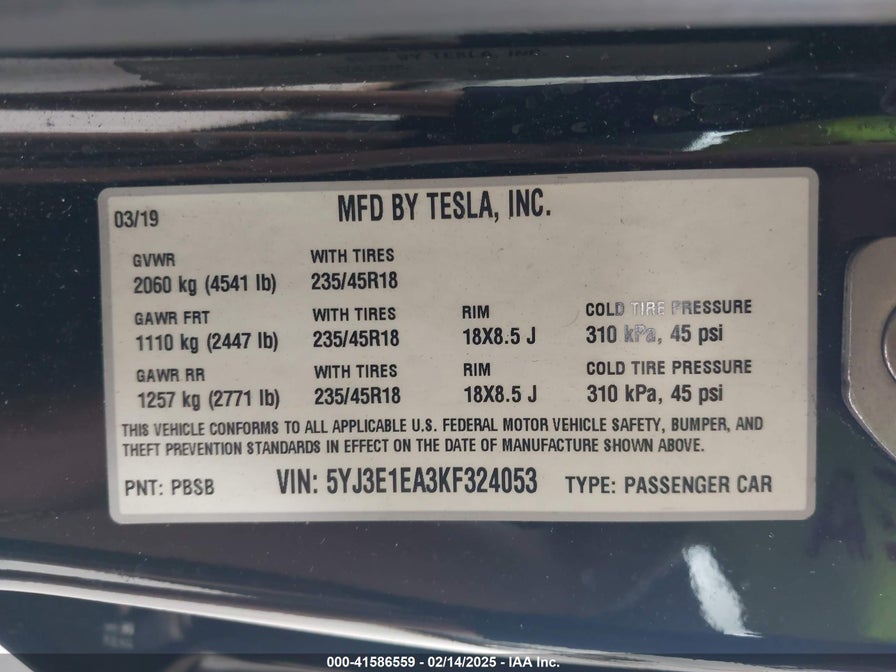 03/19
MFD BY TESLA, INC.
GVWR
WITH TIRES
2060 kg (4541 lb)
235/45R18
GAWR FRT
WITH TIRES
RIM
COLD TIRE PRESSURE
1110 kg (2447 lb)
235/45R18
18X8.5 J
310 kPa, 45 psi
GAWR RR
WITH TIRES
RIM
COLD TIRE PRESSURE
1257 kg (2771 lb)
235/45R18
18X8.5 J
310 kPa, 45 psi
THIS VEHICLE CONFORMS TO ALL APPLICABLE U.S. FEDERAL MOTOR VEHICLE SAFETY, BUMPER, AND
THEFT PREVENTION STANDARDS IN EFFECT ON THE DATE OF MANUFACTURE SHOWN ABOVE.
PNT: PBSB
VIN: 5YJ3E1EA3KF324053
TYPE: PASSENGER CAR
000-41586559 - 02/14/2025 - IAA Inc.